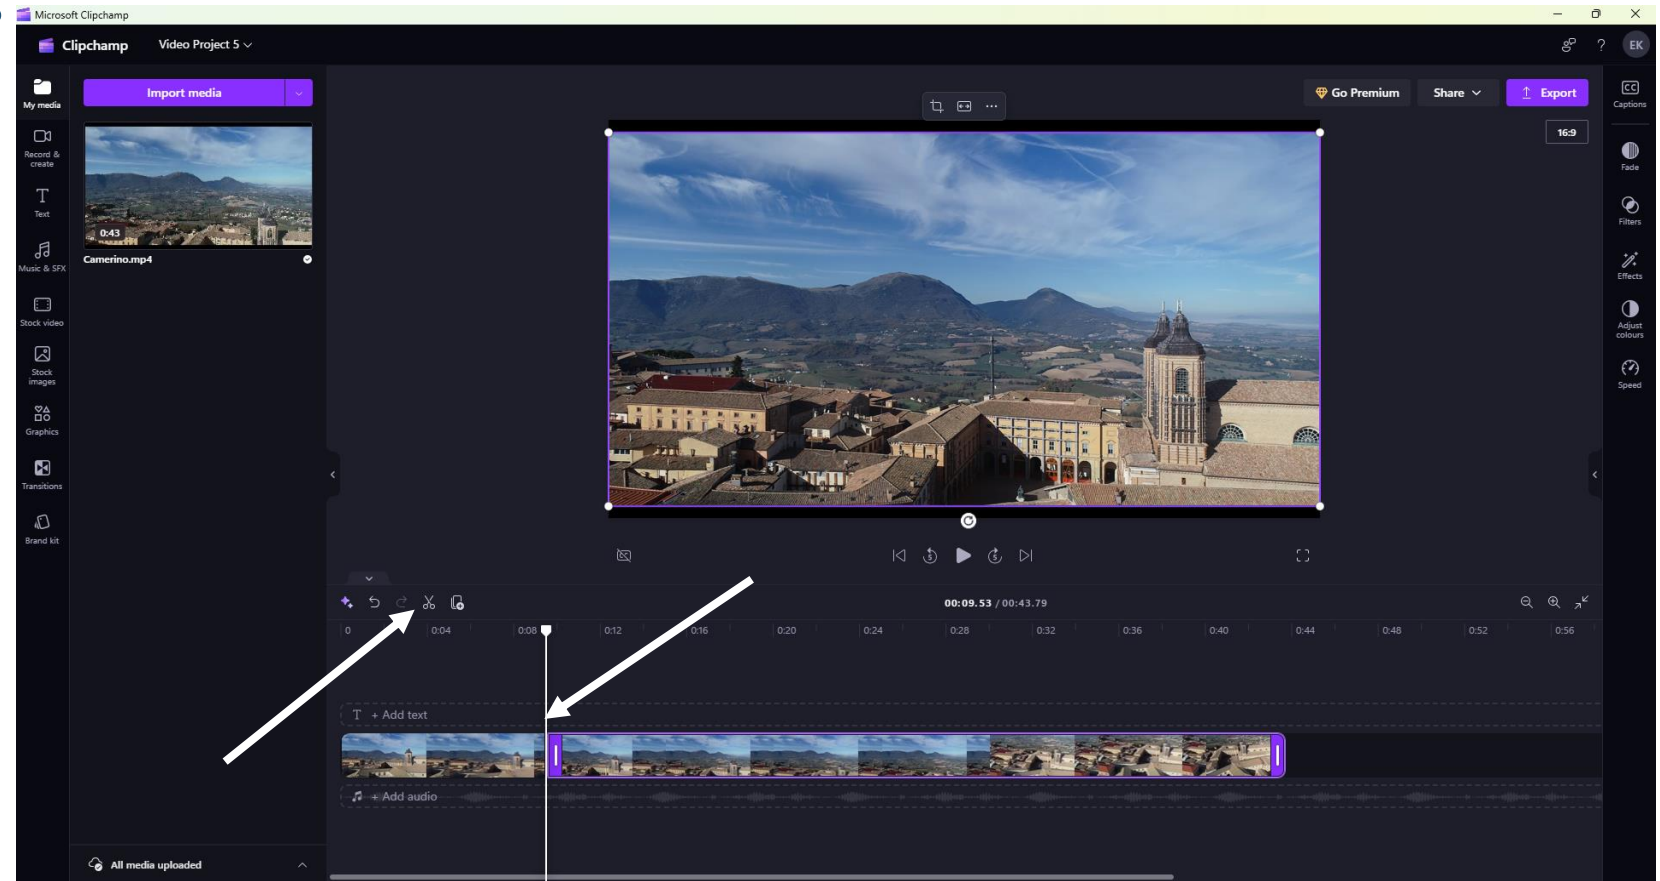 Microsoft Clipchamp
Clipchamp
Video Project 5
EK
My media
Import media
Go Premium
Share
Export
CC
Captions
16:9
Record &
create
0:43
Camerino.mp4
Fade
T
Text
Filters
Music & SFX
Effects
Stock video
Adjust
colours
Stock
images
Speed
Graphics
Transitions
Brand kit
5
5
00:09.53 / 00:43.79
0
0:04
0:08
0:12
0:16
0:20
0:24
0:28
0:32
0:36
0:40
0:44
0:48
0:52
0:56
T + Add text
+ Add audio
All media uploaded